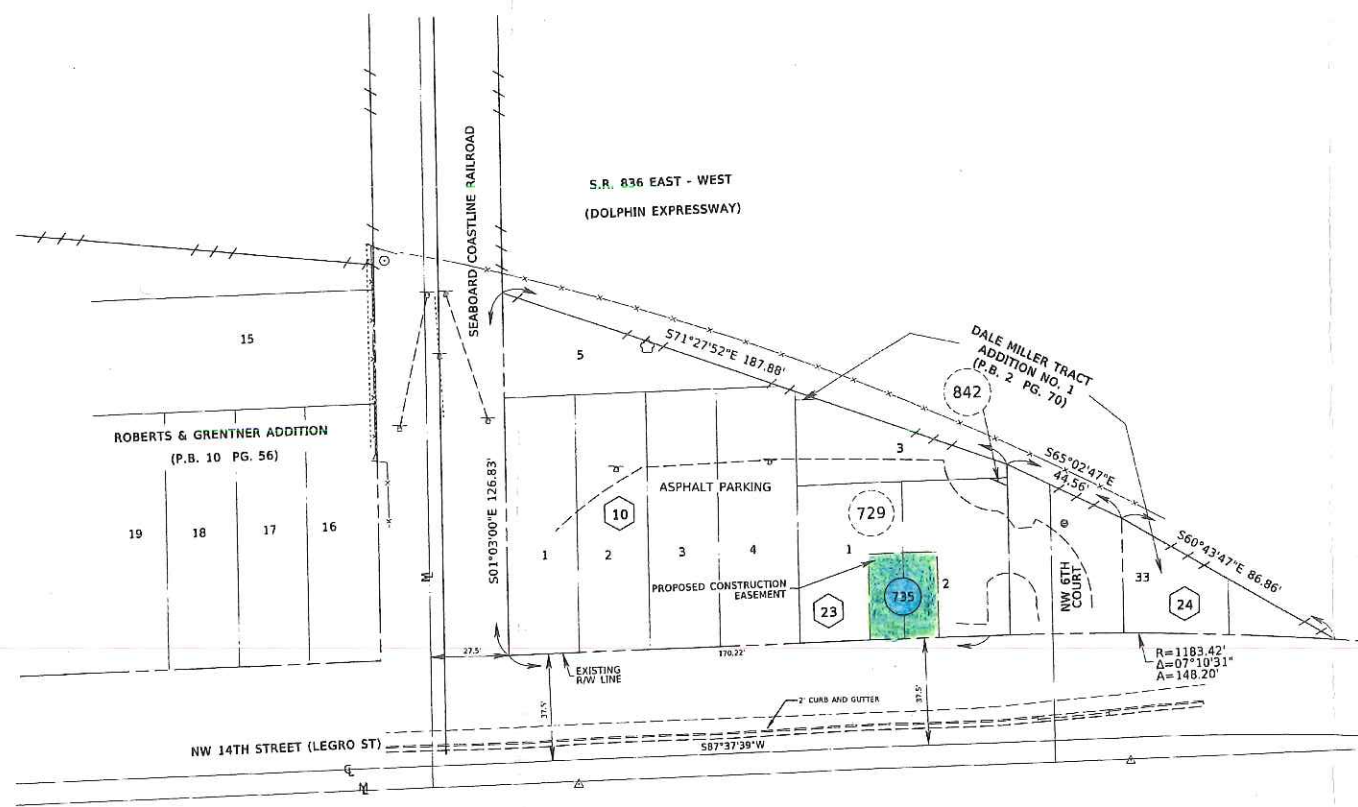 S.R. 836 EAST - WEST
(DOLPHIN EXPRESSWAY)
SEABOARD COASTLINE RAILROAD
15
5
S71°27'52"E 187.88'
DALE MILLER TRACT
ADDITION NO. 1
(P.B. 2 PG. 70)
842
ROBERTS & GRENTNER ADDITION
(P.B. 10 PG. 56)
3
S65°02'47"E
44.56'
ASPHALT PARKING
S01°03'00"E 126.83'
10
729
19
18
17
16
1
2
3
4
1
2
S60°43'47"E 86.86'
NW 6TH
COURT
33
24
PROPOSED CONSTRUCTION
EASEMENT
735
23
27.5'
170.22'
EXISTING
R/W LINE
R=1183.42'
Δ=07°10'31"
A=148.20'
37.5'
37.5'
2' CURB AND GUTTER
NW 14TH STREET (LEGRO ST)
S87°37'39"W